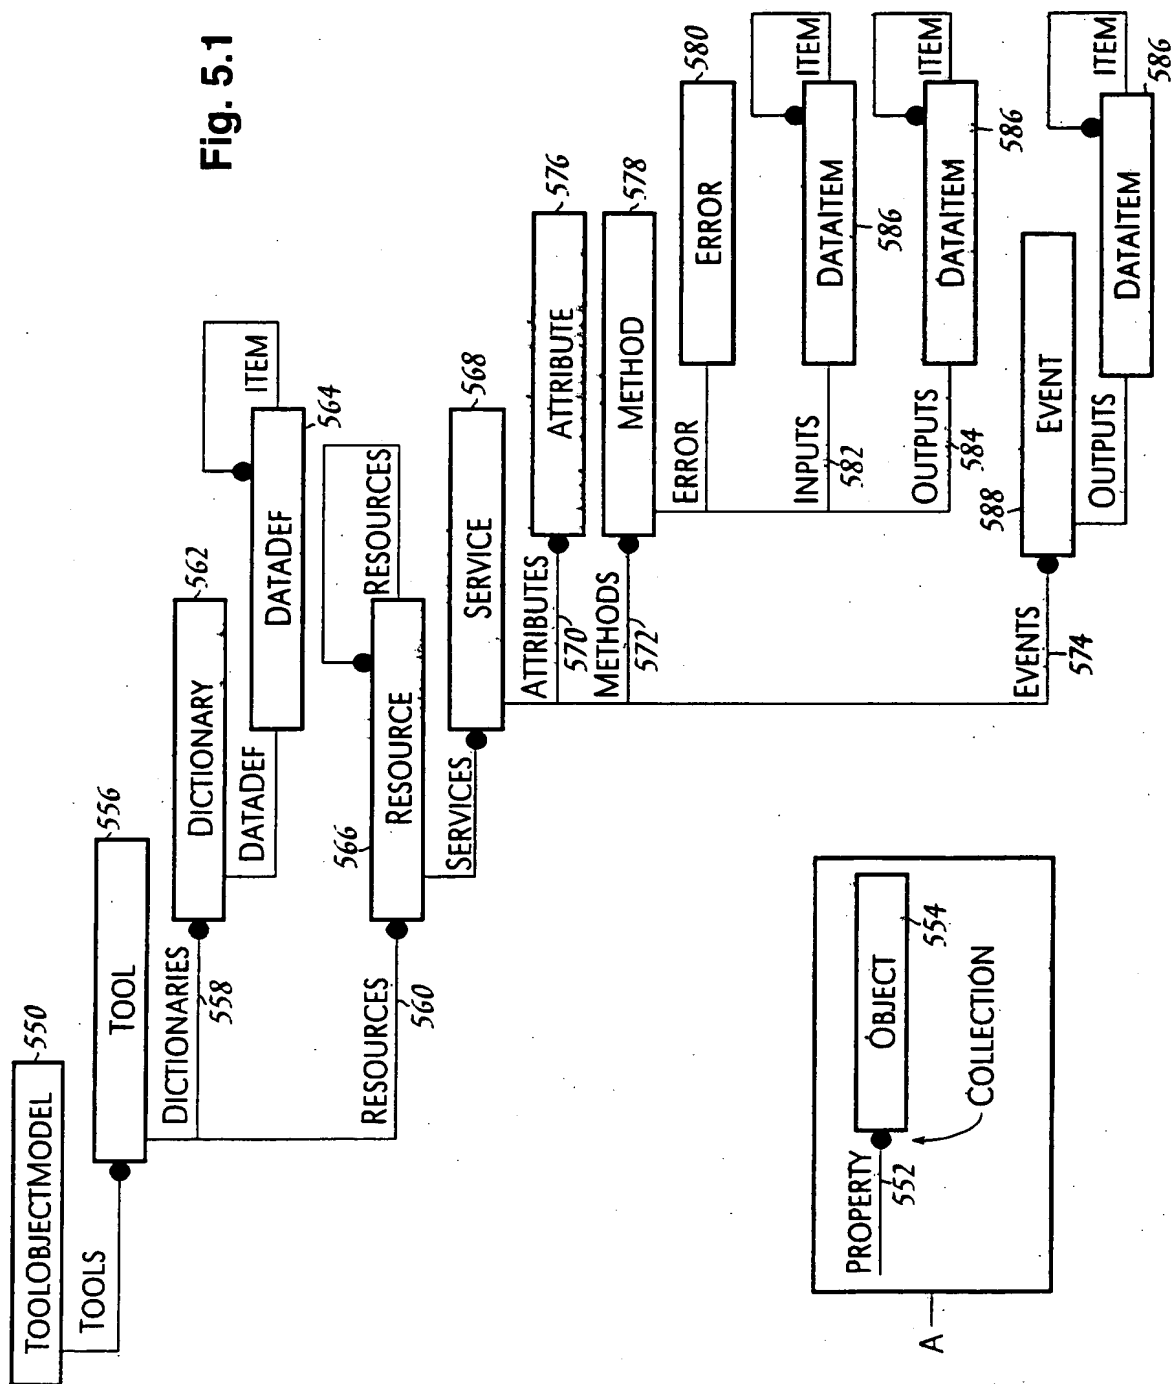 Fig. 5.1
TOOLOBJECTMODEL
550
TOOLS
TOOL
556
DICTIONARIES
558
DICTIONARY
562
DATADEF
DATADEF
564
ITEM
RESOURCES
560
566
RESOURCE
RESOURCES
SERVICES
SERVICE
568
ATTRIBUTES
570
ATTRIBUTE
576
METHODS
572
METHOD
578
ERROR
ERROR
580
INPUTS
582
DATAITEM
586
ITEM
OUTPUTS
584
DATAITEM
586
ITEM
EVENTS
574
588
EVENT
OUTPUTS
DATAITEM
586
ITEM
A
PROPERTY
552
OBJECT
554
COLLECTION